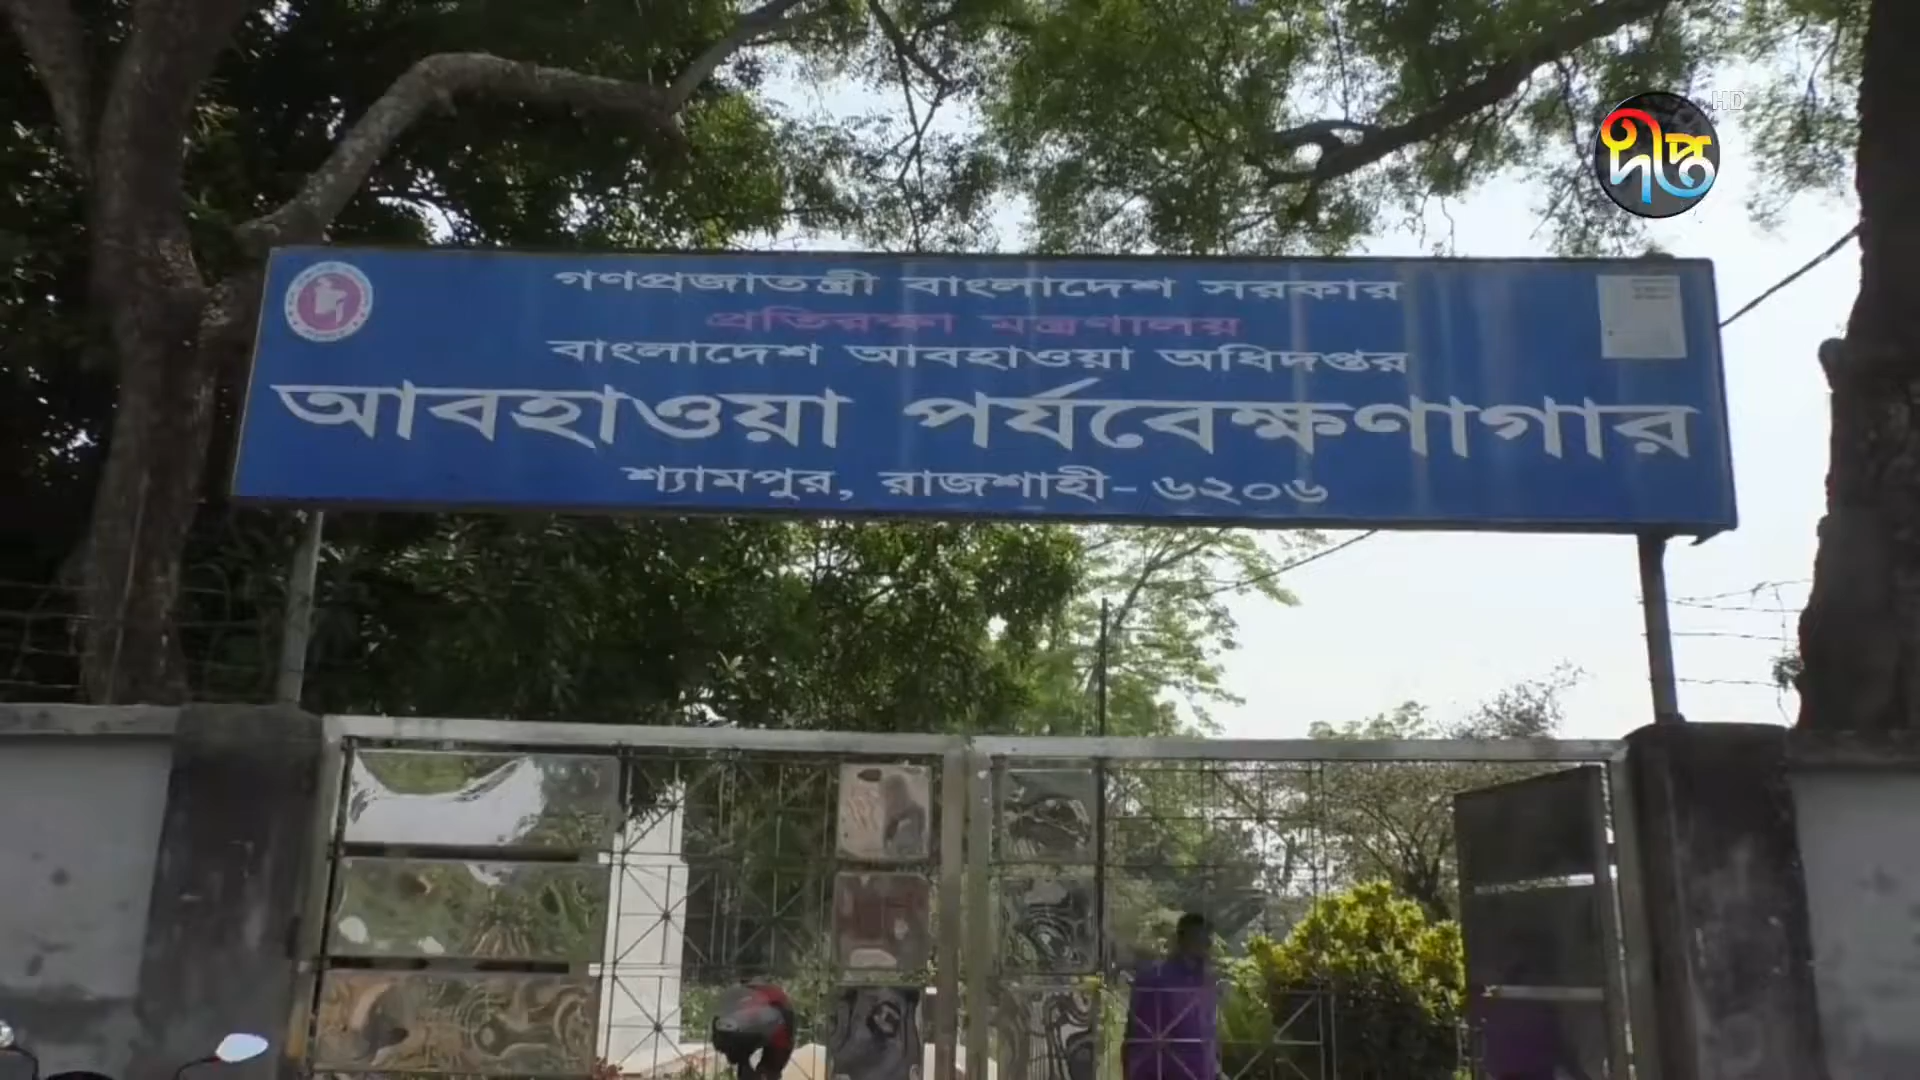 দীপ্ত
HD
গণপ্রজাতন্ত্রী বাংলাদেশ সরকার
প্রতিরক্ষা মন্ত্রণালয়
বাংলাদেশ আবহাওয়া অধিদপ্তর
আবহাওয়া পর্যবেক্ষণাগার
শ্যামপুর, রাজশাহী- ৬২০৬